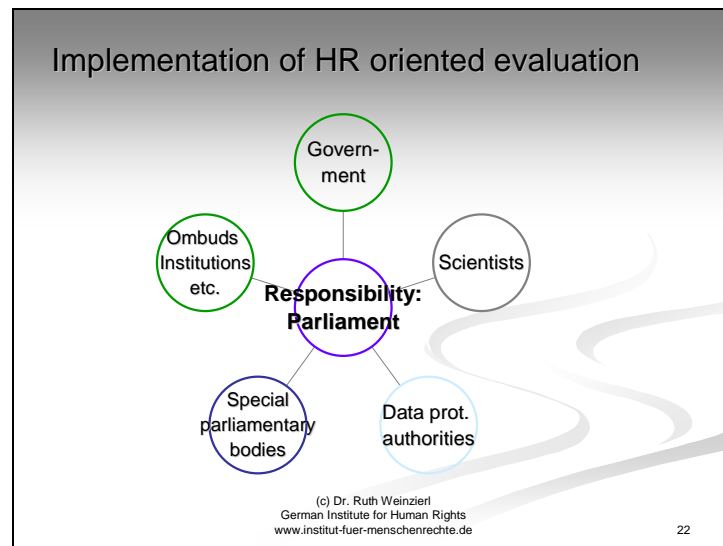 Implementation of HR oriented evaluation
Govern-
ment
Ombuds
Institutions
etc.
Scientists
Responsibility:
Parliament
Special
parliamentary
bodies
Data prot.
authorities
(c) Dr. Ruth Weinzierl
German Institute for Human Rights
www.institut-fuer-menschenrechte.de
22